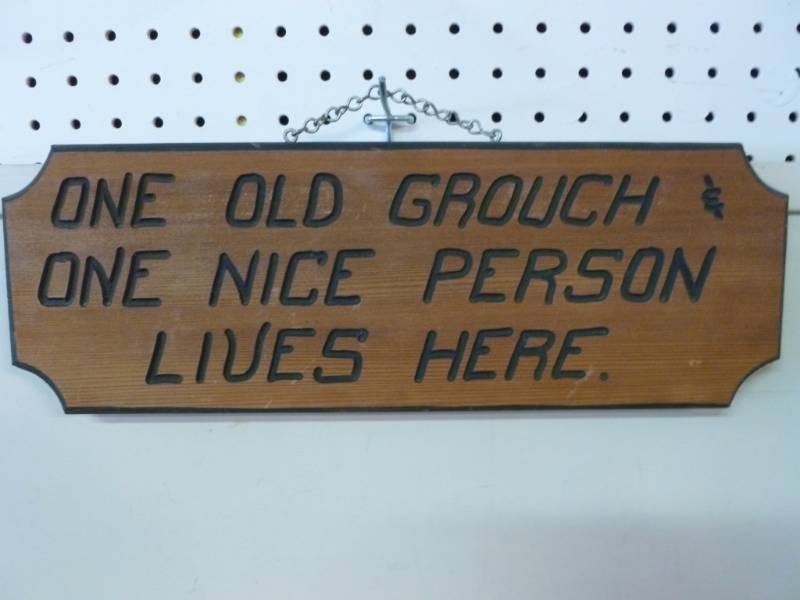 ONE OLD GROUCH &
ONE NICE PERSON
LIVES HERE.